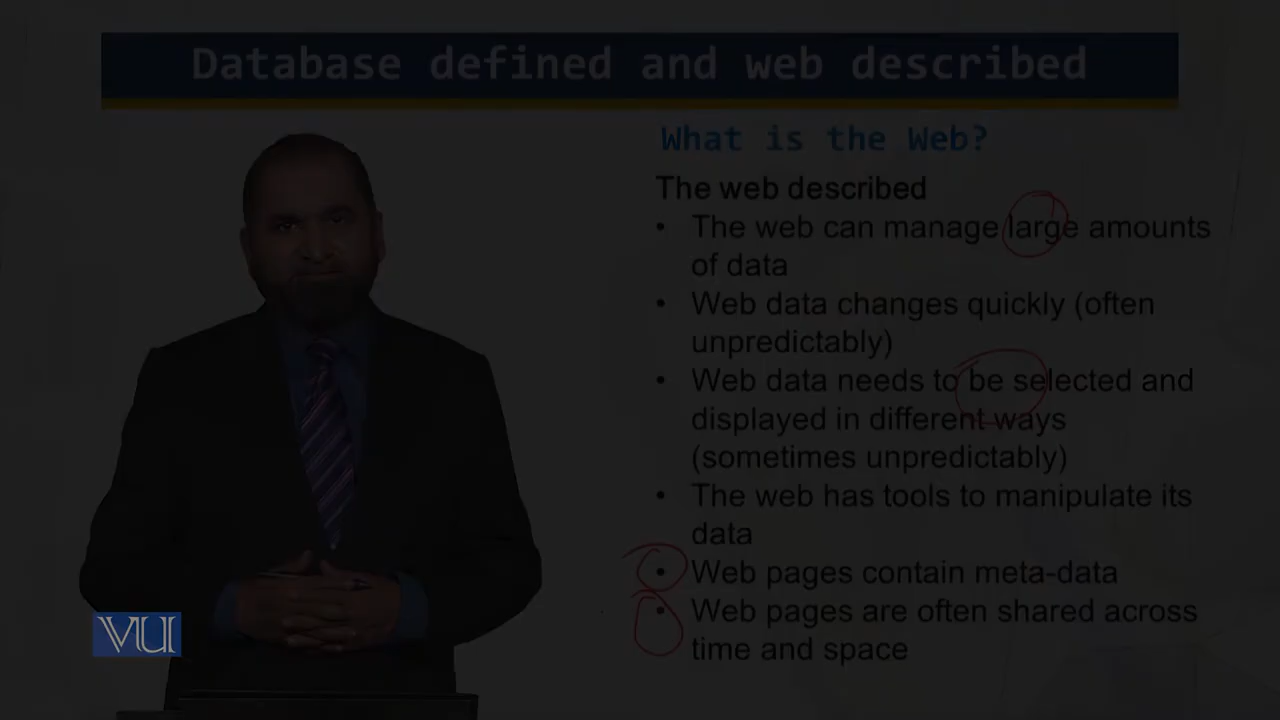 Database defined and web described
What is the Web?
The web described
• The web can manage large amounts
of data
• Web data changes quickly (often
unpredictably)
• Web data needs to be selected and
displayed in different ways
(sometimes unpredictably)
• The web has tools to manipulate its
data
• Web pages contain meta-data
• Web pages are often shared across
time and space
VU